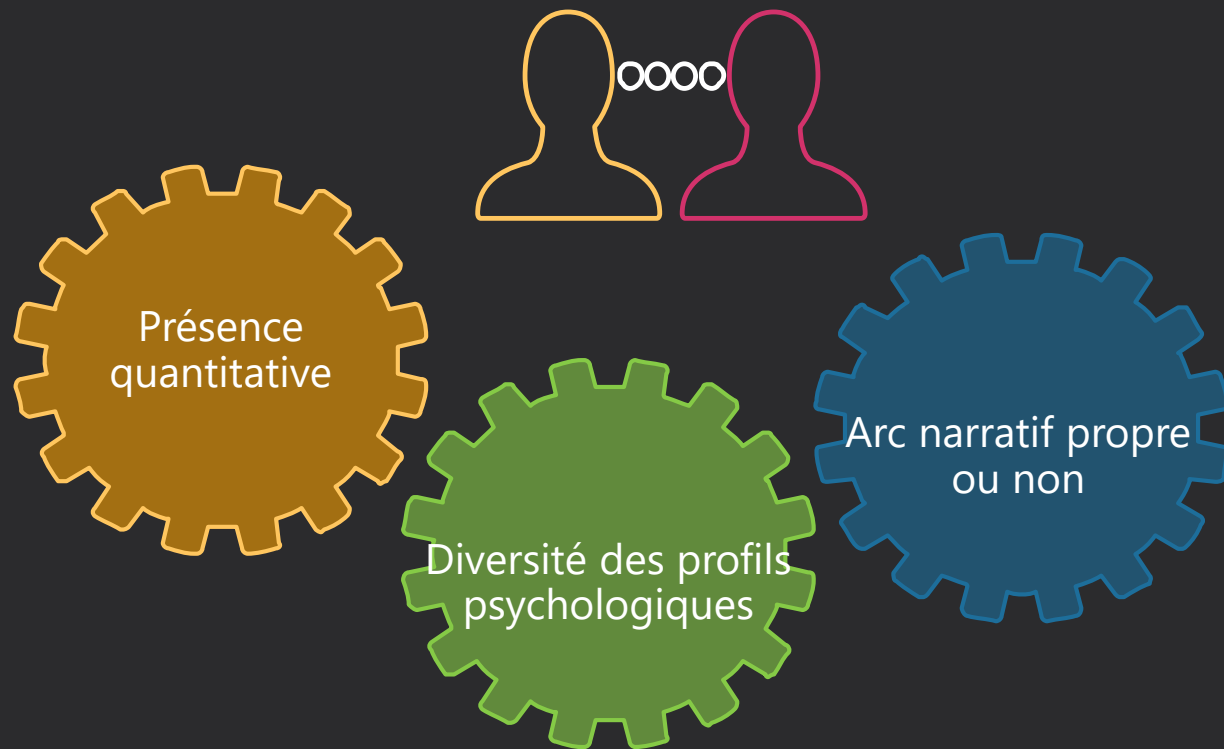 Présence
quantitative
Diversité des profils
psychologiques
Arc narratif propre
ou non